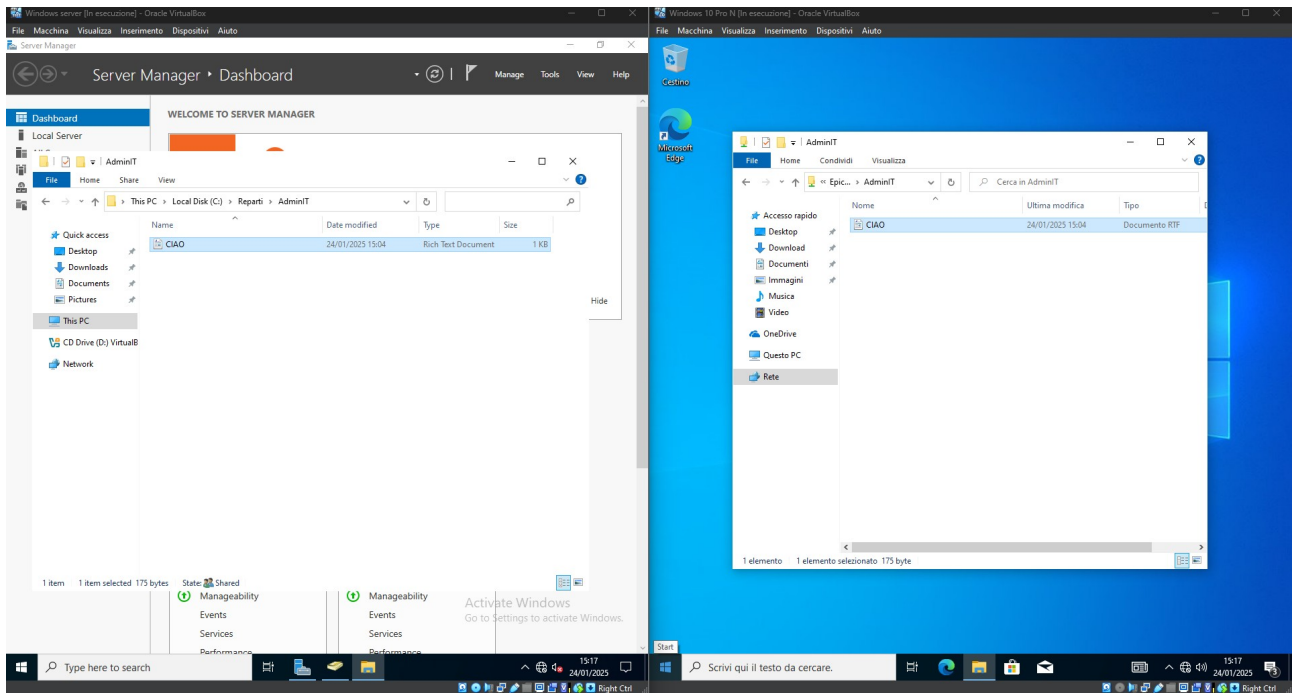 Windows server [In esecuzione] - Oracle VirtualBox
File Macchina Visualizza Inserimento Dispositivi Aiuto
Server Manager
Server Manager Dashboard
Manage Tools View Help
Dashboard
Local Server
WELCOME TO SERVER MANAGER
AdminIT
File Home Share View
This PC Local Disk (C:) Reparti AdminIT
Name Date modified Type Size
CIAO 24/01/2025 15:04 Rich Text Document 1 KB
Quick access
Desktop
Downloads
Documents
Pictures
This PC
CD Drive (D:) VirtualB
Network
Hide
1 item 1 item selected 175 bytes State: Shared
Manageability Manageability
Events Events
Services Services
Performance Performance
Activate Windows
Go to Settings to activate Windows.
Type here to search
15:17
24/01/2025
Right Ctrl
Windows 10 Pro N [In esecuzione] - Oracle VirtualBox
File Macchina Visualizza Inserimento Dispositivi Aiuto
Cestino
Microsoft
Edge
AdminIT
File Home Condividi Visualizza
« Epic... AdminIT Cerca in AdminIT
Nome Ultima modifica Tipo
CIAO 24/01/2025 15:04 Documento RTF
Accesso rapido
Desktop
Download
Documenti
Immagini
Musica
Video
OneDrive
Questo PC
Rete
1 elemento 1 elemento selezionato 175 byte
Start
Scrivi qui il testo da cercare.
15:17
24/01/2025
3
Right Ctrl